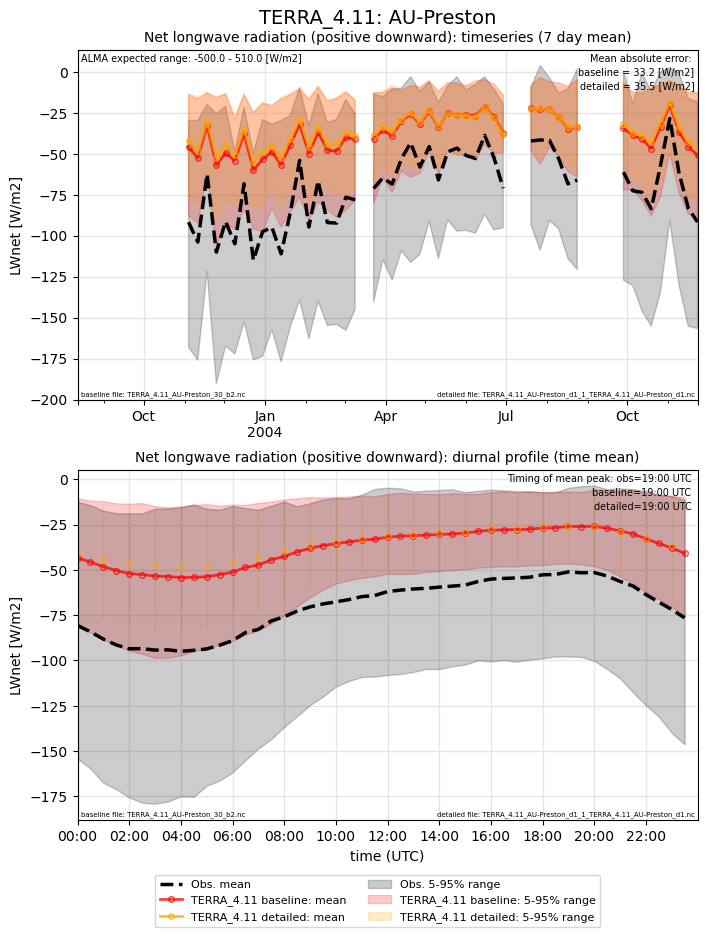 TERRA_4.11: AU-Preston
Net longwave radiation (positive downward): timeseries (7 day mean)
ALMA expected range: -500.0 - 510.0 [W/m2]
Mean absolute error:
baseline = 33.2 [W/m2]
detailed = 35.5 [W/m2]
0
−25
−50
−75
−100
−125
−150
−175
−200
LWnet [W/m2]
baseline file: TERRA_4.11_AU-Preston_30_b2.nc
detailed file: TERRA_4.11_AU-Preston_d1_1_TERRA_4.11_AU-Preston_d1.nc
Oct
Jan
2004
Apr
Jul
Oct
Net longwave radiation (positive downward): diurnal profile (time mean)
Timing of mean peak: obs=19:00 UTC
baseline=19:00 UTC
detailed=19:00 UTC
0
−25
−50
−75
−100
−125
−150
−175
LWnet [W/m2]
baseline file: TERRA_4.11_AU-Preston_30_b2.nc
detailed file: TERRA_4.11_AU-Preston_d1_1_TERRA_4.11_AU-Preston_d1.nc
00:00 02:00 04:00 06:00 08:00 10:00 12:00 14:00 16:00 18:00 20:00 22:00
time (UTC)
Obs. mean
TERRA_4.11 baseline: mean
TERRA_4.11 detailed: mean
Obs. 5-95% range
TERRA_4.11 baseline: 5-95% range
TERRA_4.11 detailed: 5-95% range